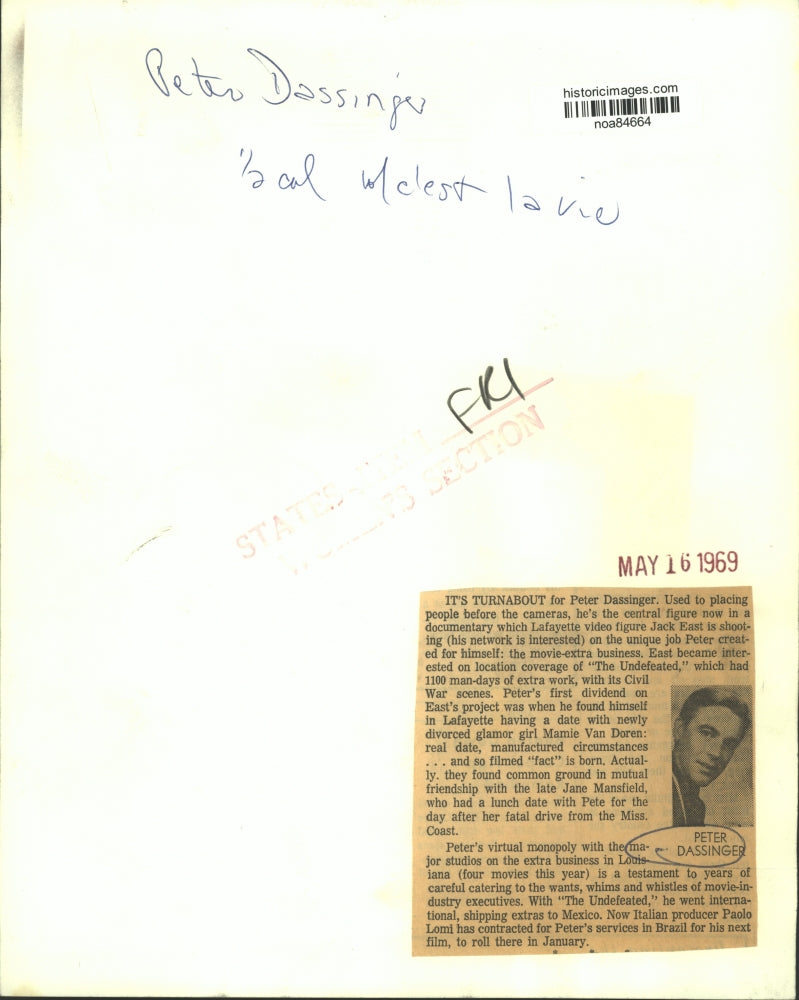 Peter Dassinger
historicimages.com
noa84664
1/2 col w/ c'est la vie
FRI
STATES-ITEM
WOMEN'S SECTION
MAY 16 1969
IT'S TURNABOUT for Peter Dassinger. Used to placing
people before the cameras, he's the central figure now in a
documentary which Lafayette video figure Jack East is shoot-
ing (his network is interested) on the unique job Peter creat-
ed for himself: the movie-extra business. East became inter-
ested on location coverage of "The Undefeated," which had
1100 man-days of extra work, with its Civil
War scenes. Peter's first dividend on
East's project was when he found himself
in Lafayette having a date with newly
divorced glamor girl Mamie Van Doren:
real date, manufactured circumstances
. . . and so filmed "fact" is born. Actual-
ly. they found common ground in mutual
friendship with the late Jane Mansfield,
who had a lunch date with Pete for the
day after her fatal drive from the Miss.
Coast.
PETER
DASSINGER
Peter's virtual monopoly with the ma-
jor studios on the extra business in Louis-
iana (four movies this year) is a testament to years of
careful catering to the wants, whims and whistles of movie-in-
dustry executives. With "The Undefeated," he went interna-
tional, shipping extras to Mexico. Now Italian producer Paolo
Lomi has contracted for Peter's services in Brazil for his next
film, to roll there in January.